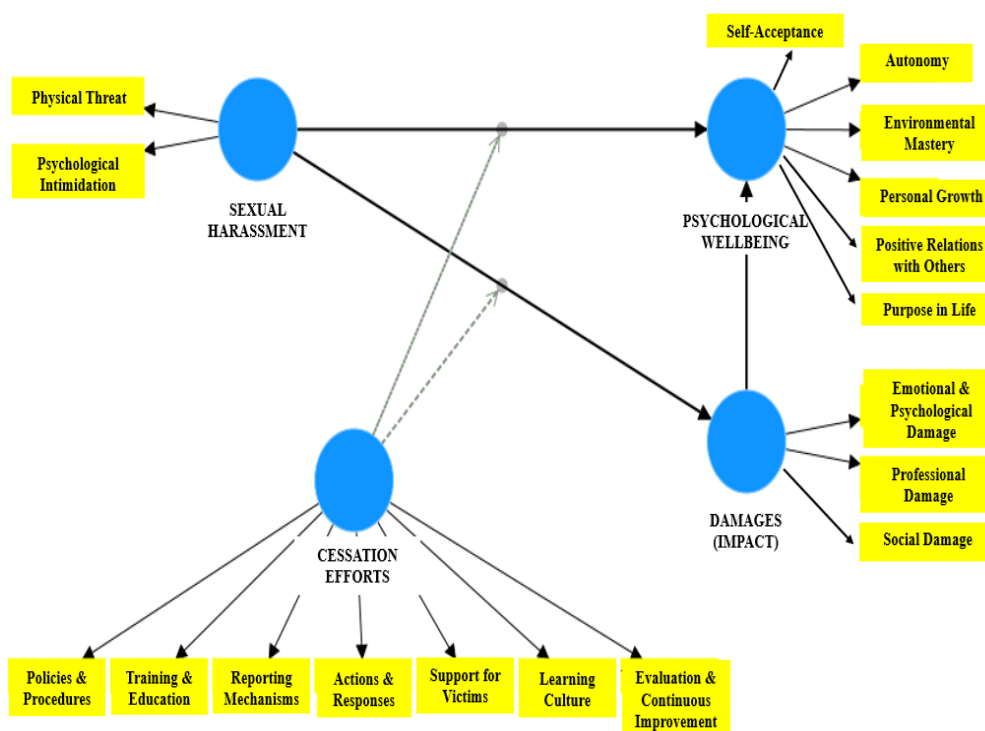 Self-Acceptance
Autonomy
Physical Threat
Environmental
Mastery
Psychological
Intimidation
Personal Growth
SEXUAL
HARASSMENT
PSYCHOLOGICAL
WELLBEING
Positive Relations
with Others
Purpose in Life
Emotional &
Psychological
Damage
Professional
Damage
DAMAGES
(IMPACT)
Social Damage
CESSATION
EFFORTS
Policies &
Procedures
Training &
Education
Reporting
Mechanisms
Actions &
Responses
Support for
Victims
Learning
Culture
Evaluation &
Continuous
Improvement